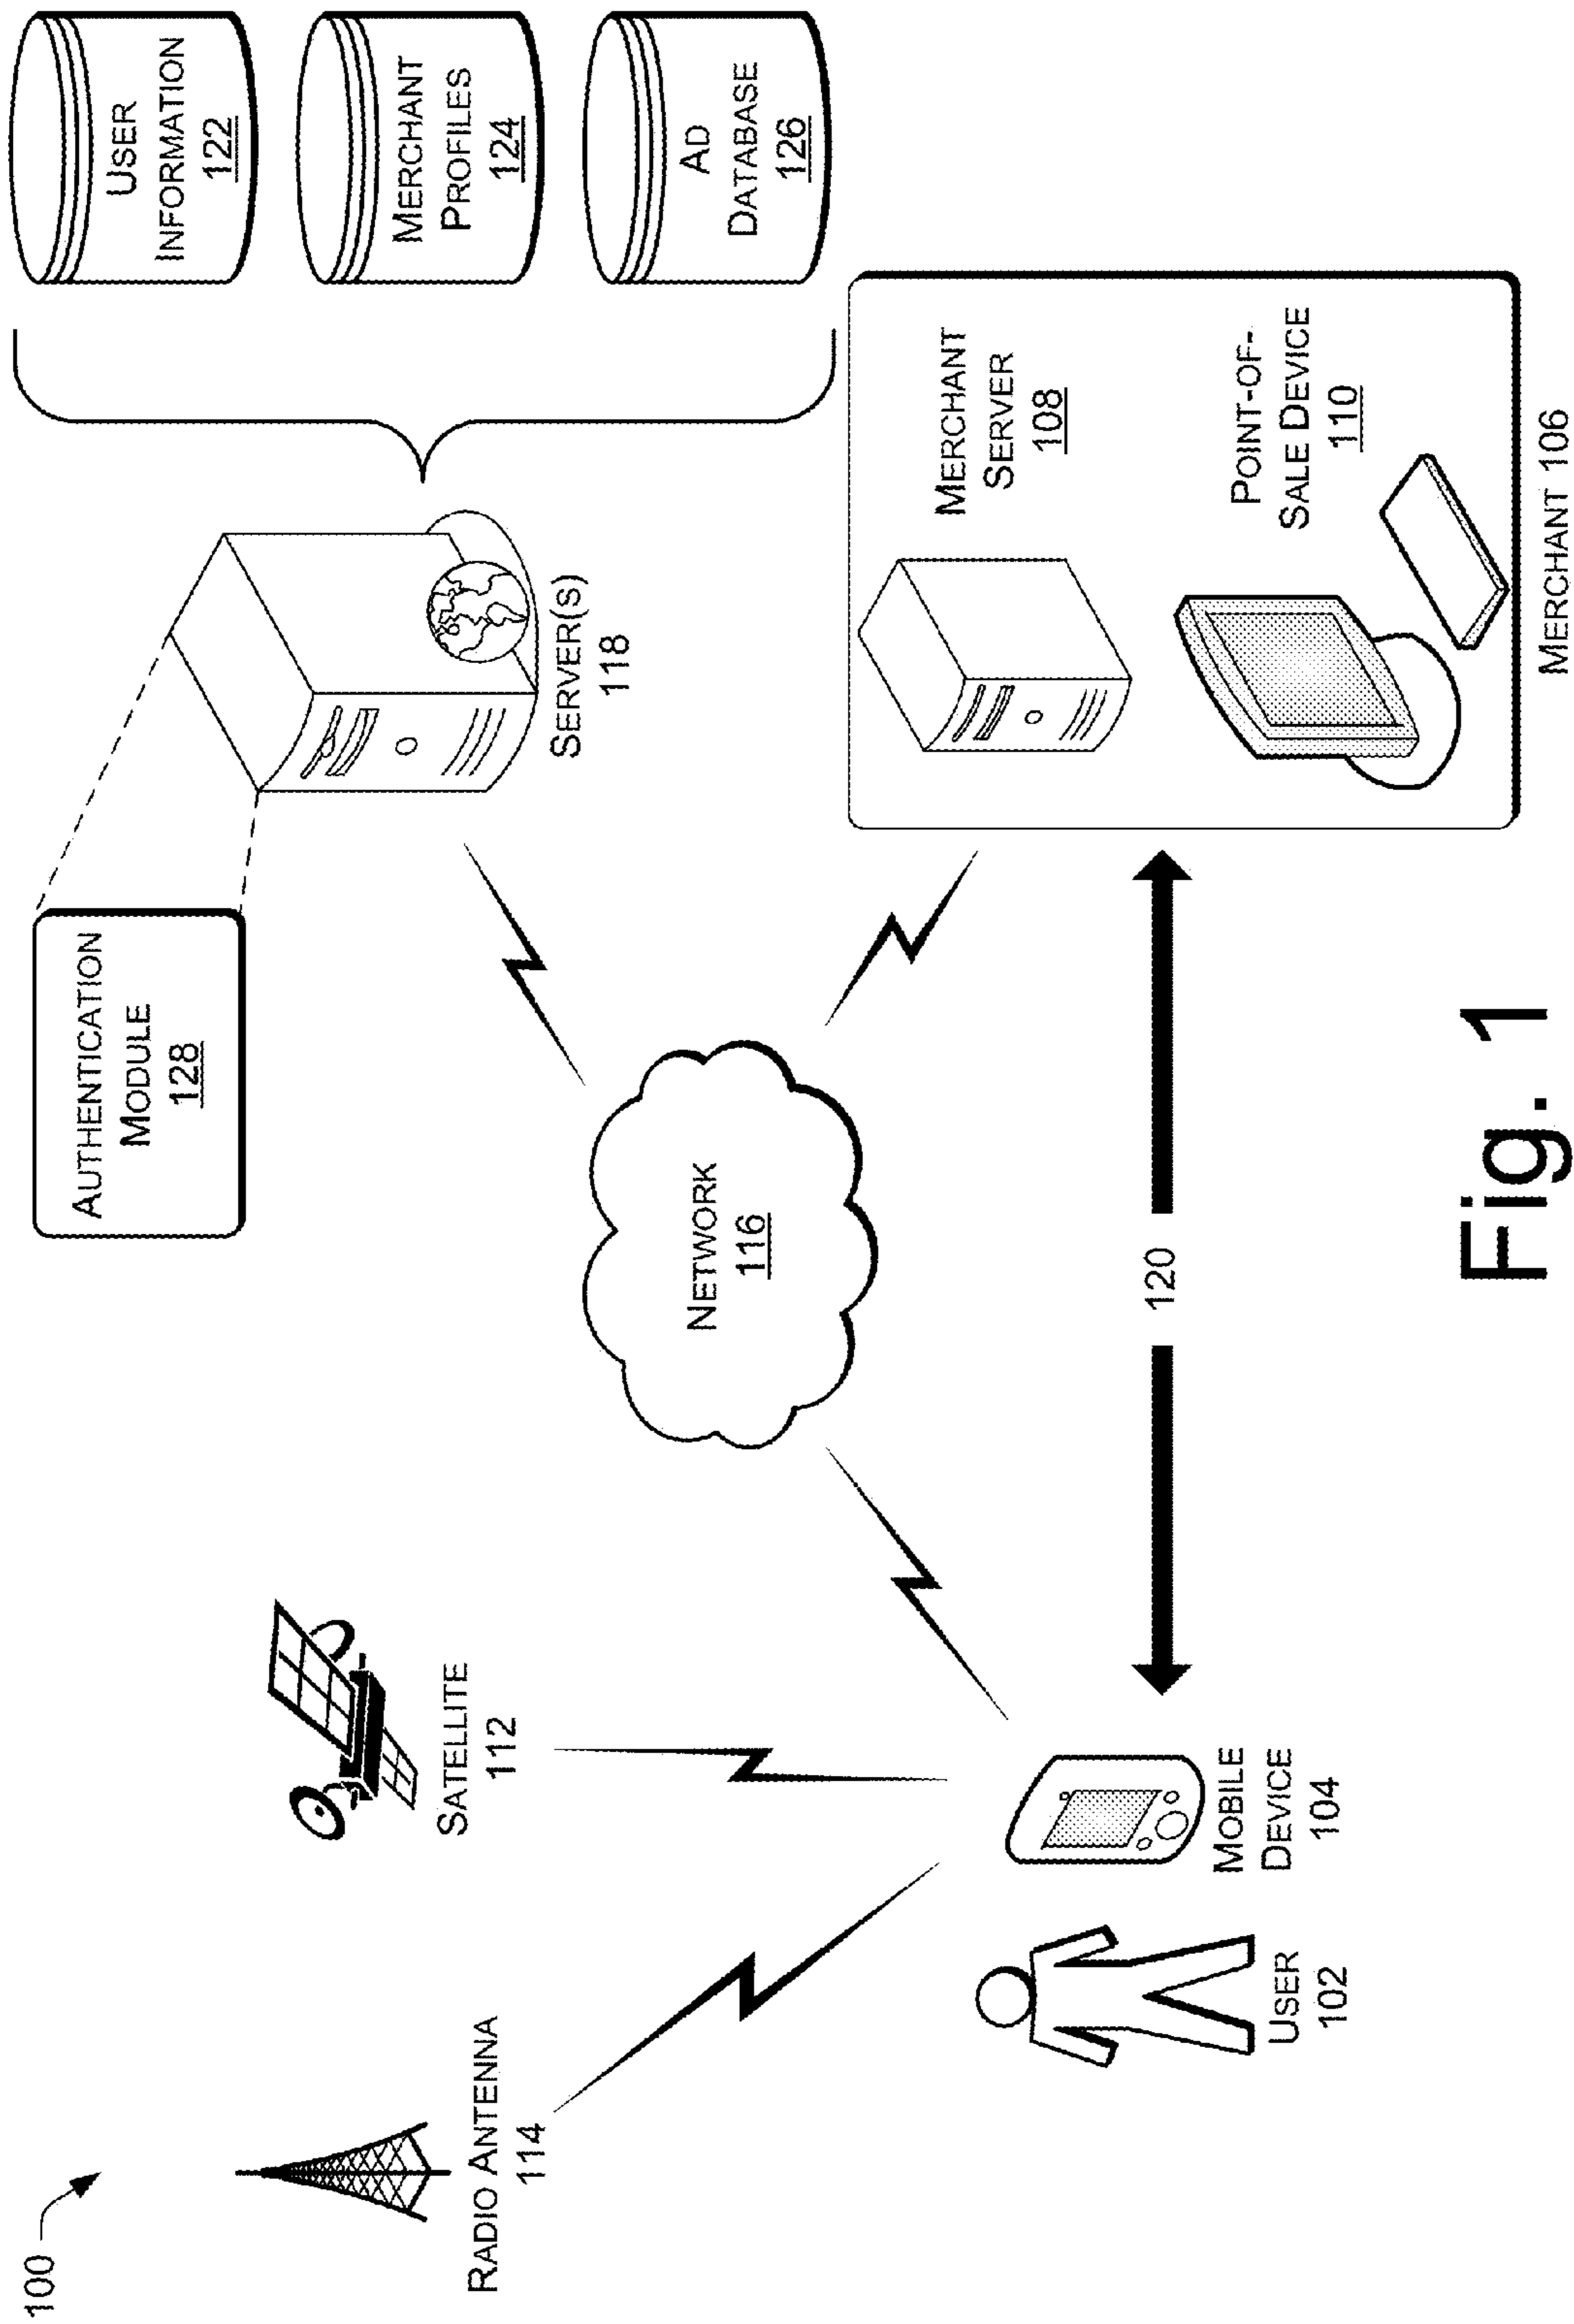 100
RADIO ANTENNA
114
SATELLITE
112
AUTHENTICATION
MODULE
128
USER
INFORMATION
122
MERCHANT
PROFILES
124
AD
DATABASE
126
SERVER(S)
118
NETWORK
116
MERCHANT
SERVER
108
POINT-OF-
SALE DEVICE
110
MERCHANT 106
120
USER
102
MOBILE
DEVICE
104
Fig. 1